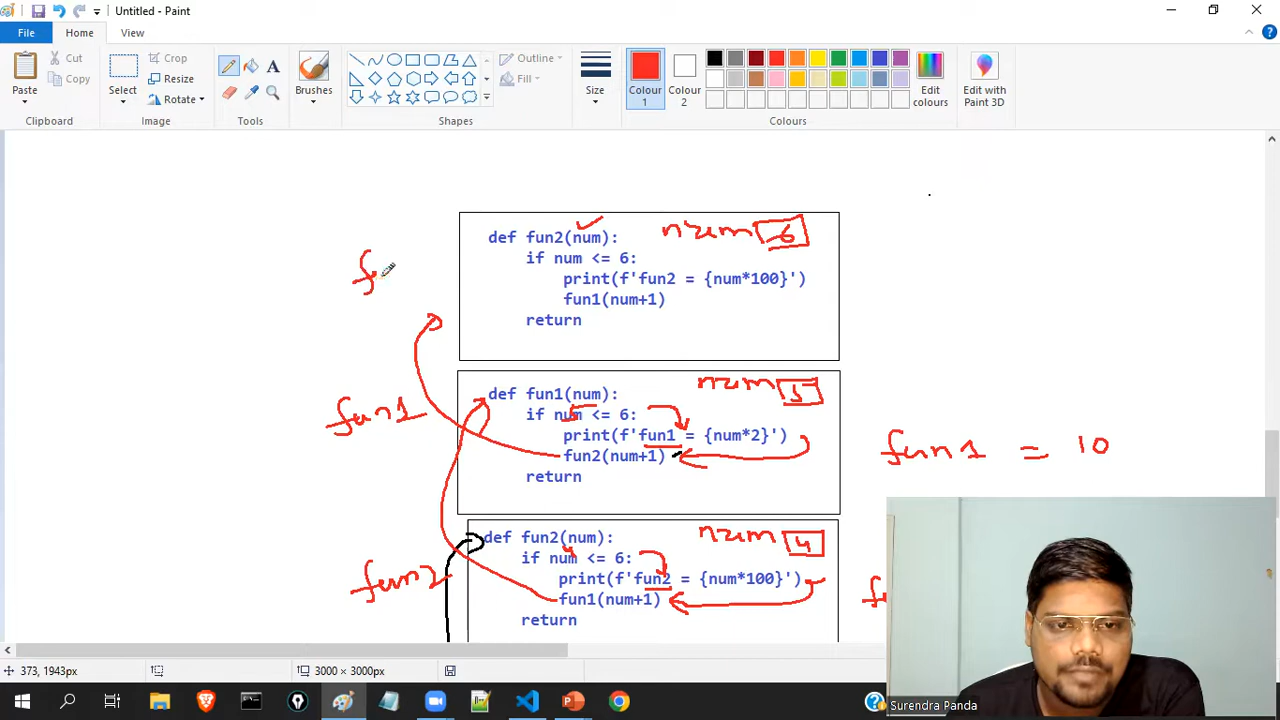 Untitled - Paint
File
Home
View
Paste
Cut
Copy
Clipboard
Select
Crop
Resize
Rotate
Image
A
Tools
Brushes
Outline
Fill
Shapes
Size
Colour 1
Colour 2
Edit colours
Colours
Edit with Paint 3D
def fun2(num):
if num <= 6:
print(f'fun2 = {num*100}')
fun1(num+1)
return
num 6
fu
def fun1(num):
if num <= 6:
print(f'fun1 = {num*2}')
fun2(num+1)
return
num 5
fun1
fun1 = 10
def fun2(num):
if num <= 6:
print(f'fun2 = {num*100}')
fun1(num+1)
return
num 4
fun2
373, 1943px
3000 × 3000px
Surendra Panda